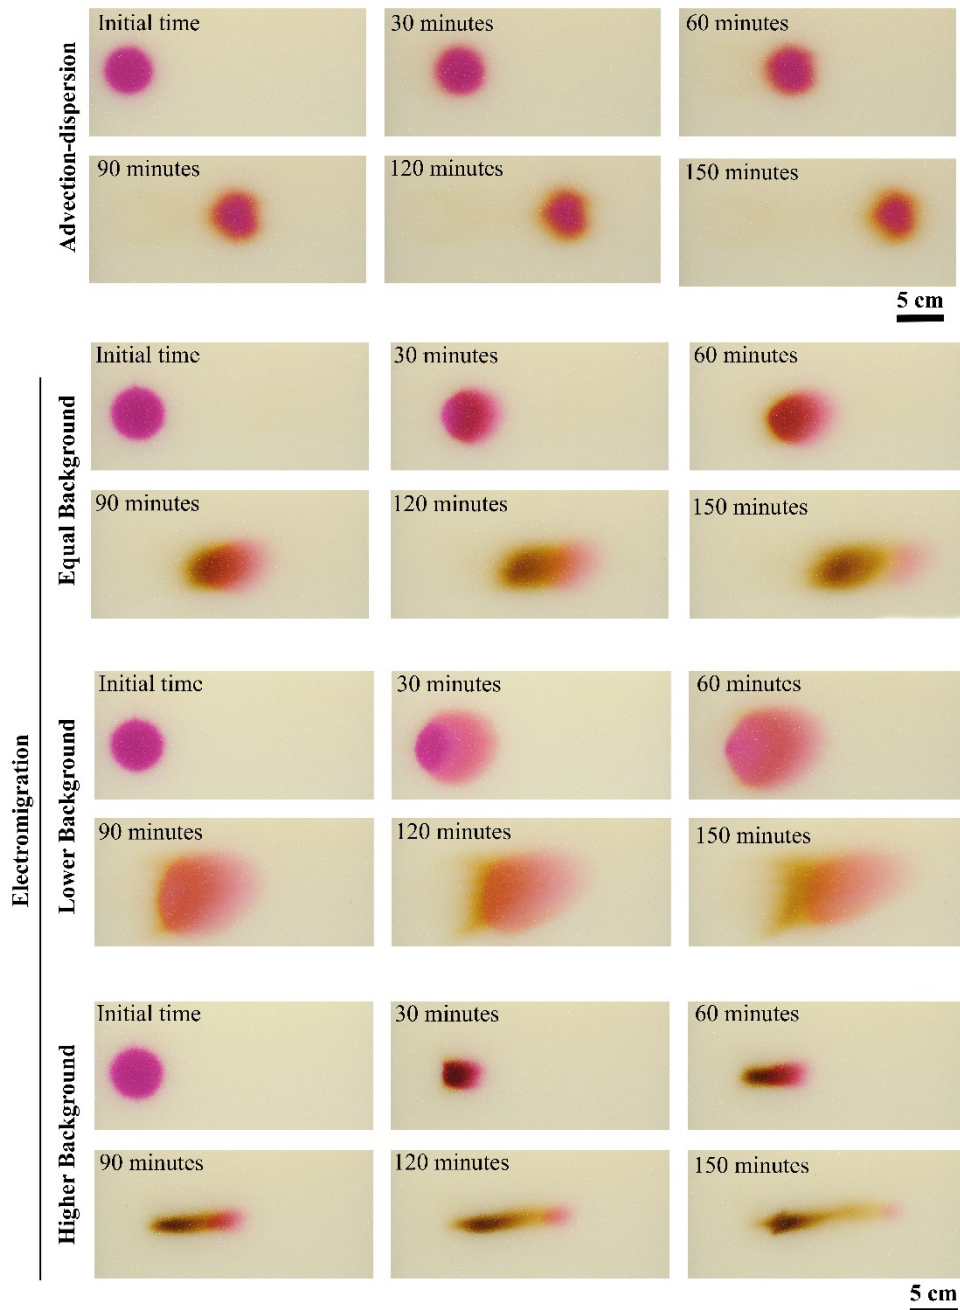 Advection-dispersion
Initial time
30 minutes
60 minutes
90 minutes
120 minutes
150 minutes
5 cm
Electromigration
Equal Background
Initial time
30 minutes
60 minutes
90 minutes
120 minutes
150 minutes
Lower Background
Initial time
30 minutes
60 minutes
90 minutes
120 minutes
150 minutes
Higher Background
Initial time
30 minutes
60 minutes
90 minutes
120 minutes
150 minutes
5 cm